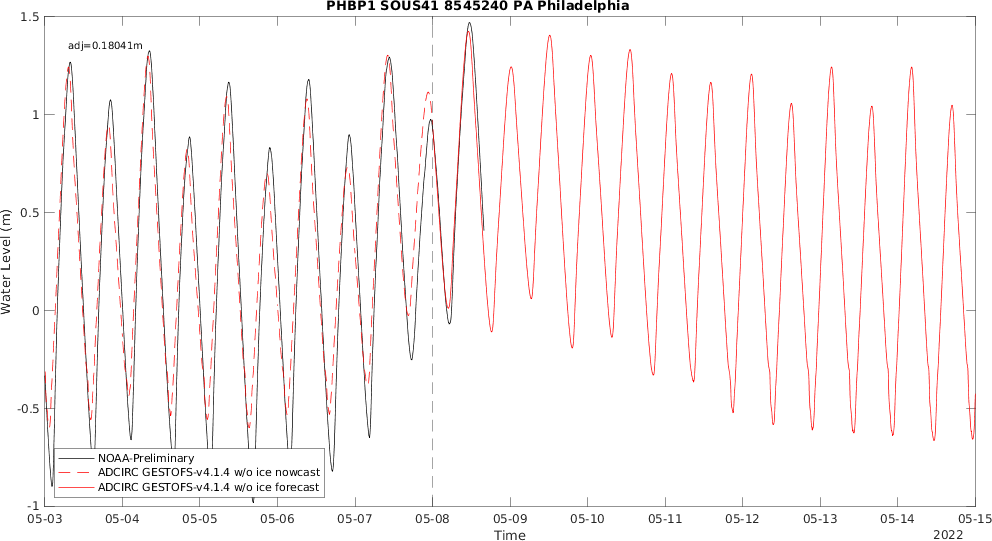 PHBP1 SOUS41 8545240 PA Philadelphia
adj=0.18041m
Water Level (m)
1.5
1
0.5
0
-0.5
-1
NOAA-Preliminary
ADCIRC GESTOFS-v4.1.4 w/o ice nowcast
ADCIRC GESTOFS-v4.1.4 w/o ice forecast
05-03 05-04 05-05 05-06 05-07 05-08 05-09 05-10 05-11 05-12 05-13 05-14 05-15
Time
2022